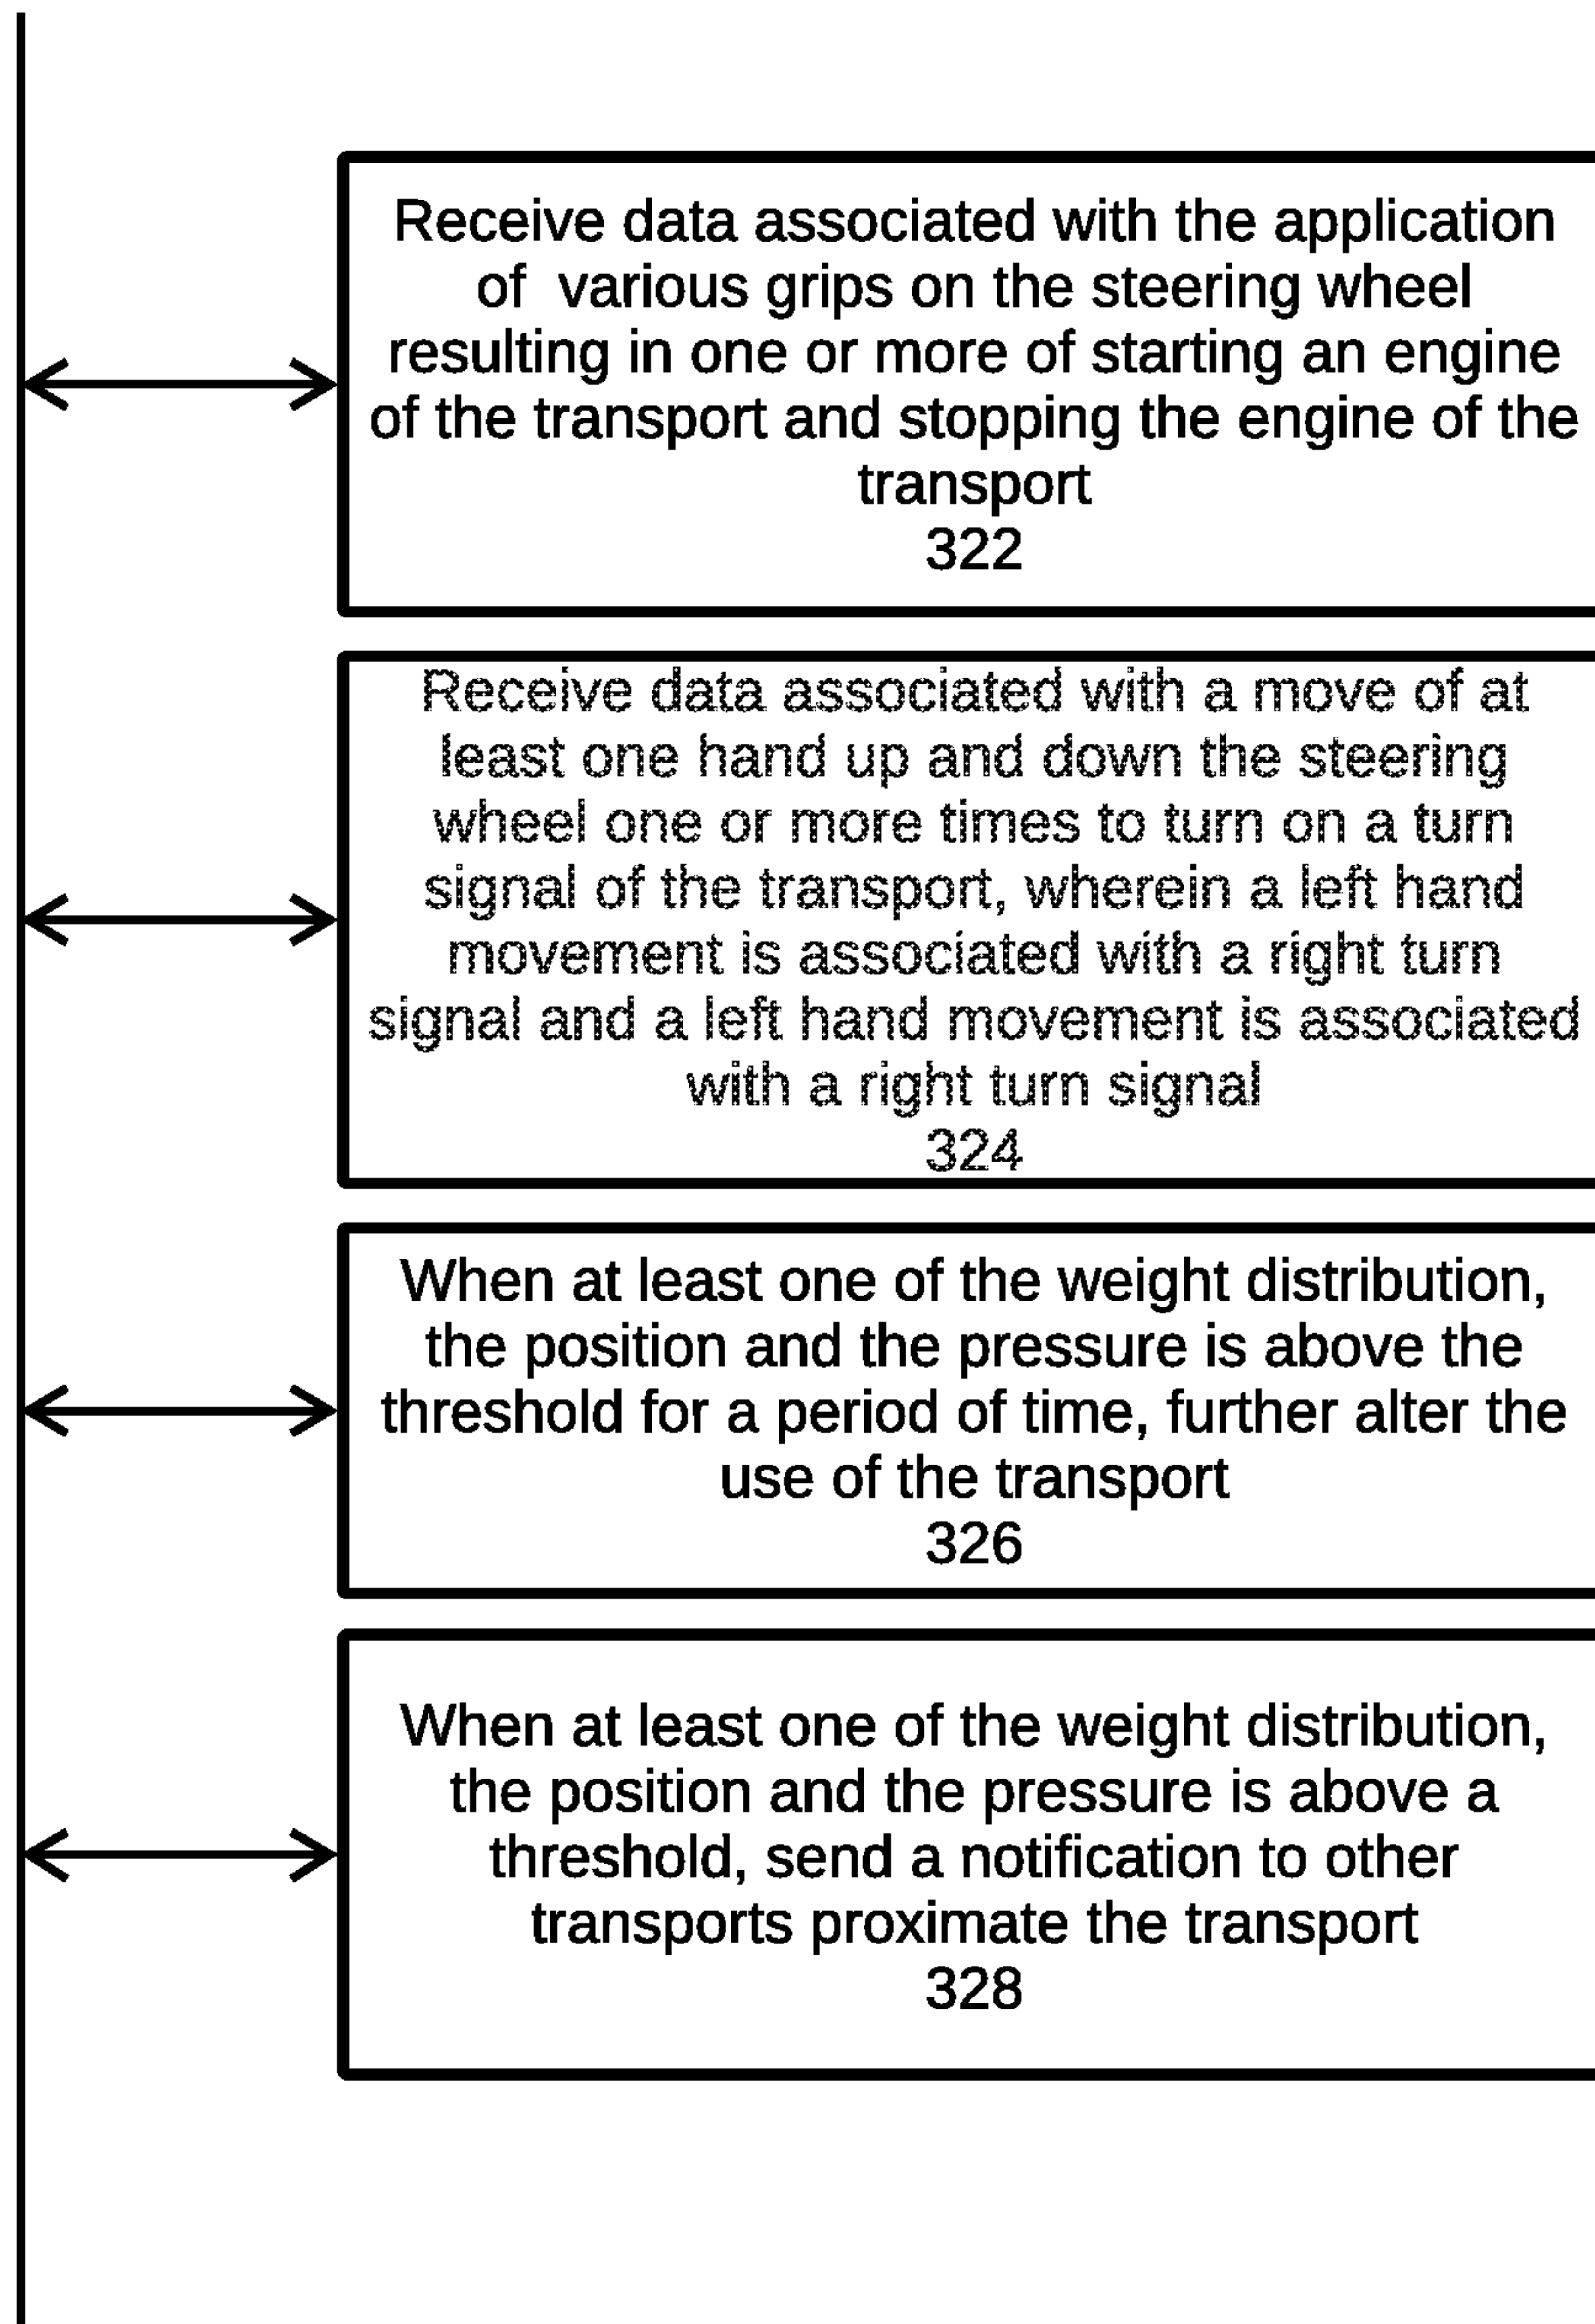 Receive data associated with the application
of various grips on the steering wheel
resulting in one or more of starting an engine
of the transport and stopping the engine of the
transport
322
Receive data associated with a move of at
least one hand up and down the steering
wheel one or more times to turn on a turn
signal of the transport, wherein a left hand
movement is associated with a right turn
signal and a left hand movement is associated
with a right turn signal
324
When at least one of the weight distribution,
the position and the pressure is above the
threshold for a period of time, further alter the
use of the transport
326
When at least one of the weight distribution,
the position and the pressure is above a
threshold, send a notification to other
transports proximate the transport
328